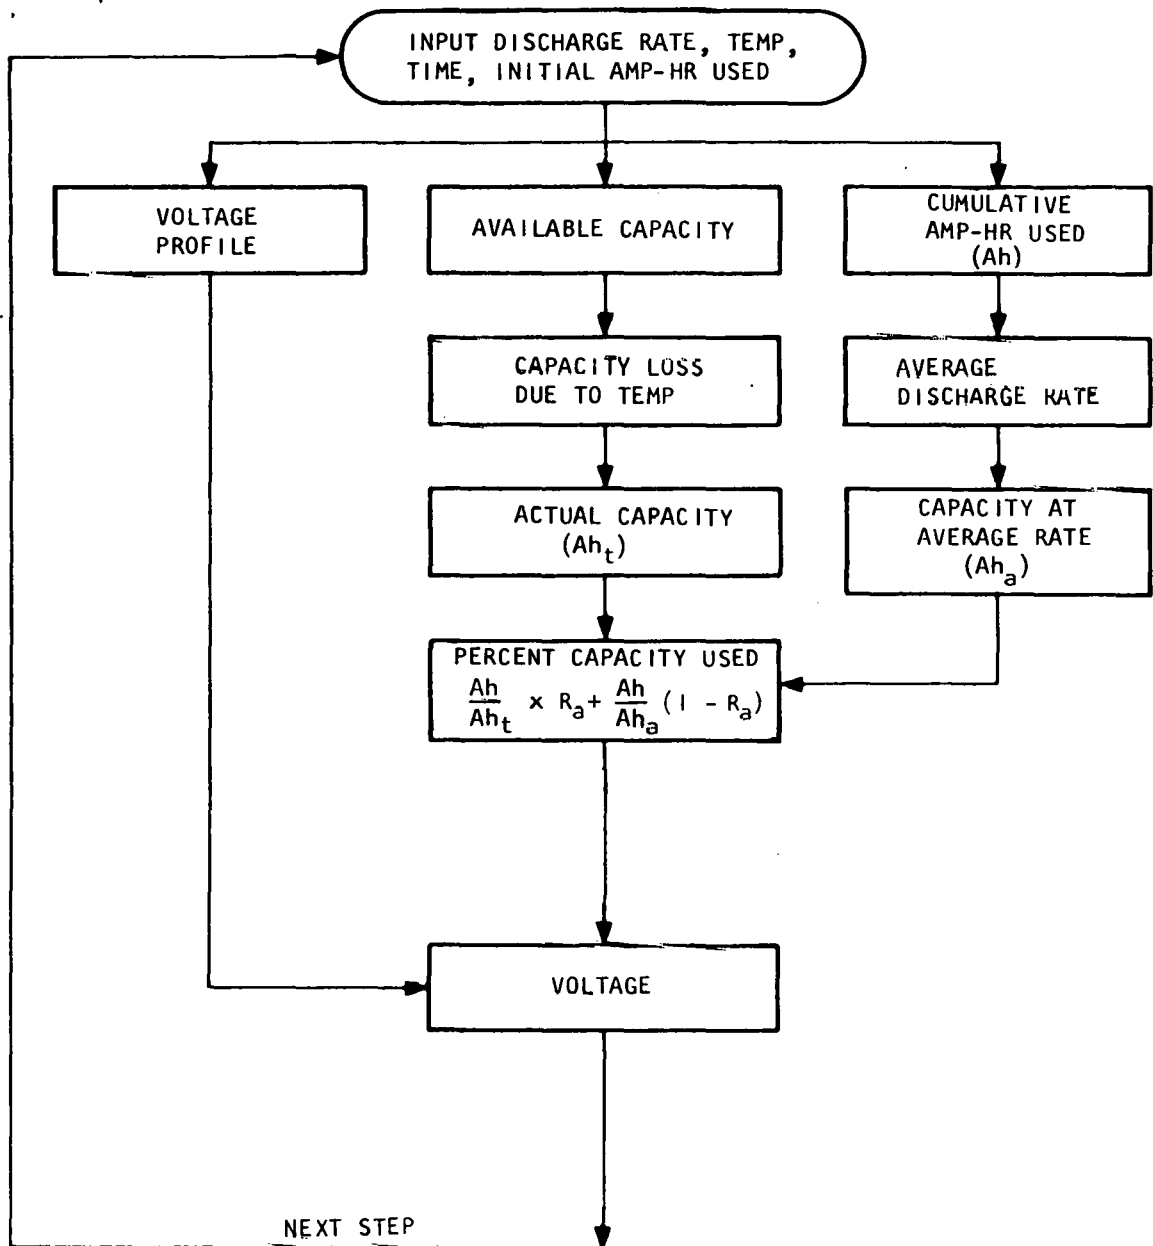 INPUT DISCHARGE RATE, TEMP,
TIME, INITIAL AMP-HR USED
VOLTAGE
PROFILE
AVAILABLE CAPACITY
CUMULATIVE
AMP-HR USED
(Ah)
CAPACITY LOSS
DUE TO TEMP
AVERAGE
DISCHARGE RATE
ACTUAL CAPACITY
(Ah_t)
CAPACITY AT
AVERAGE RATE
(Ah_a)
PERCENT CAPACITY USED
Ah/Ah_t x R_a + Ah/Ah_a (1 - R_a)
VOLTAGE
NEXT STEP